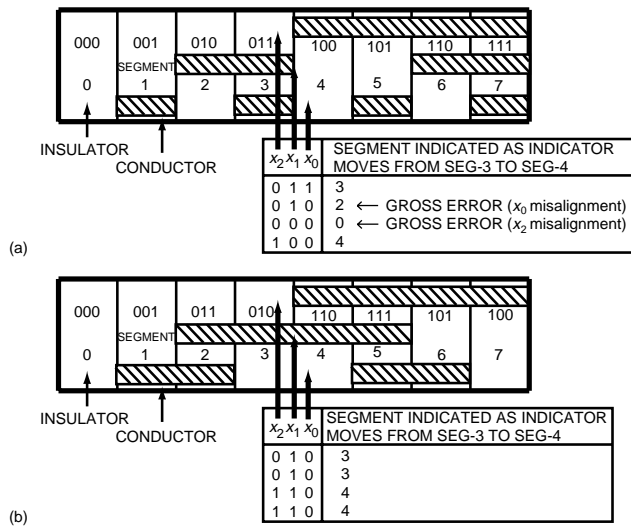 000 001 010 011 100 101 110 111
SEGMENT
0 1 2 3 4 5 6 7
INSULATOR
CONDUCTOR
x2 x1 x0 SEGMENT INDICATED AS INDICATOR
MOVES FROM SEG-3 TO SEG-4
0 1 1 3
0 1 0 2 ← GROSS ERROR (x0 misalignment)
0 0 0 0 ← GROSS ERROR (x2 misalignment)
1 0 0 4
(a)
000 001 011 010 110 111 101 100
SEGMENT
0 1 2 3 4 5 6 7
INSULATOR
CONDUCTOR
x2 x1 x0 SEGMENT INDICATED AS INDICATOR
MOVES FROM SEG-3 TO SEG-4
0 1 0 3
0 1 0 3
1 1 0 4
1 1 0 4
(b)